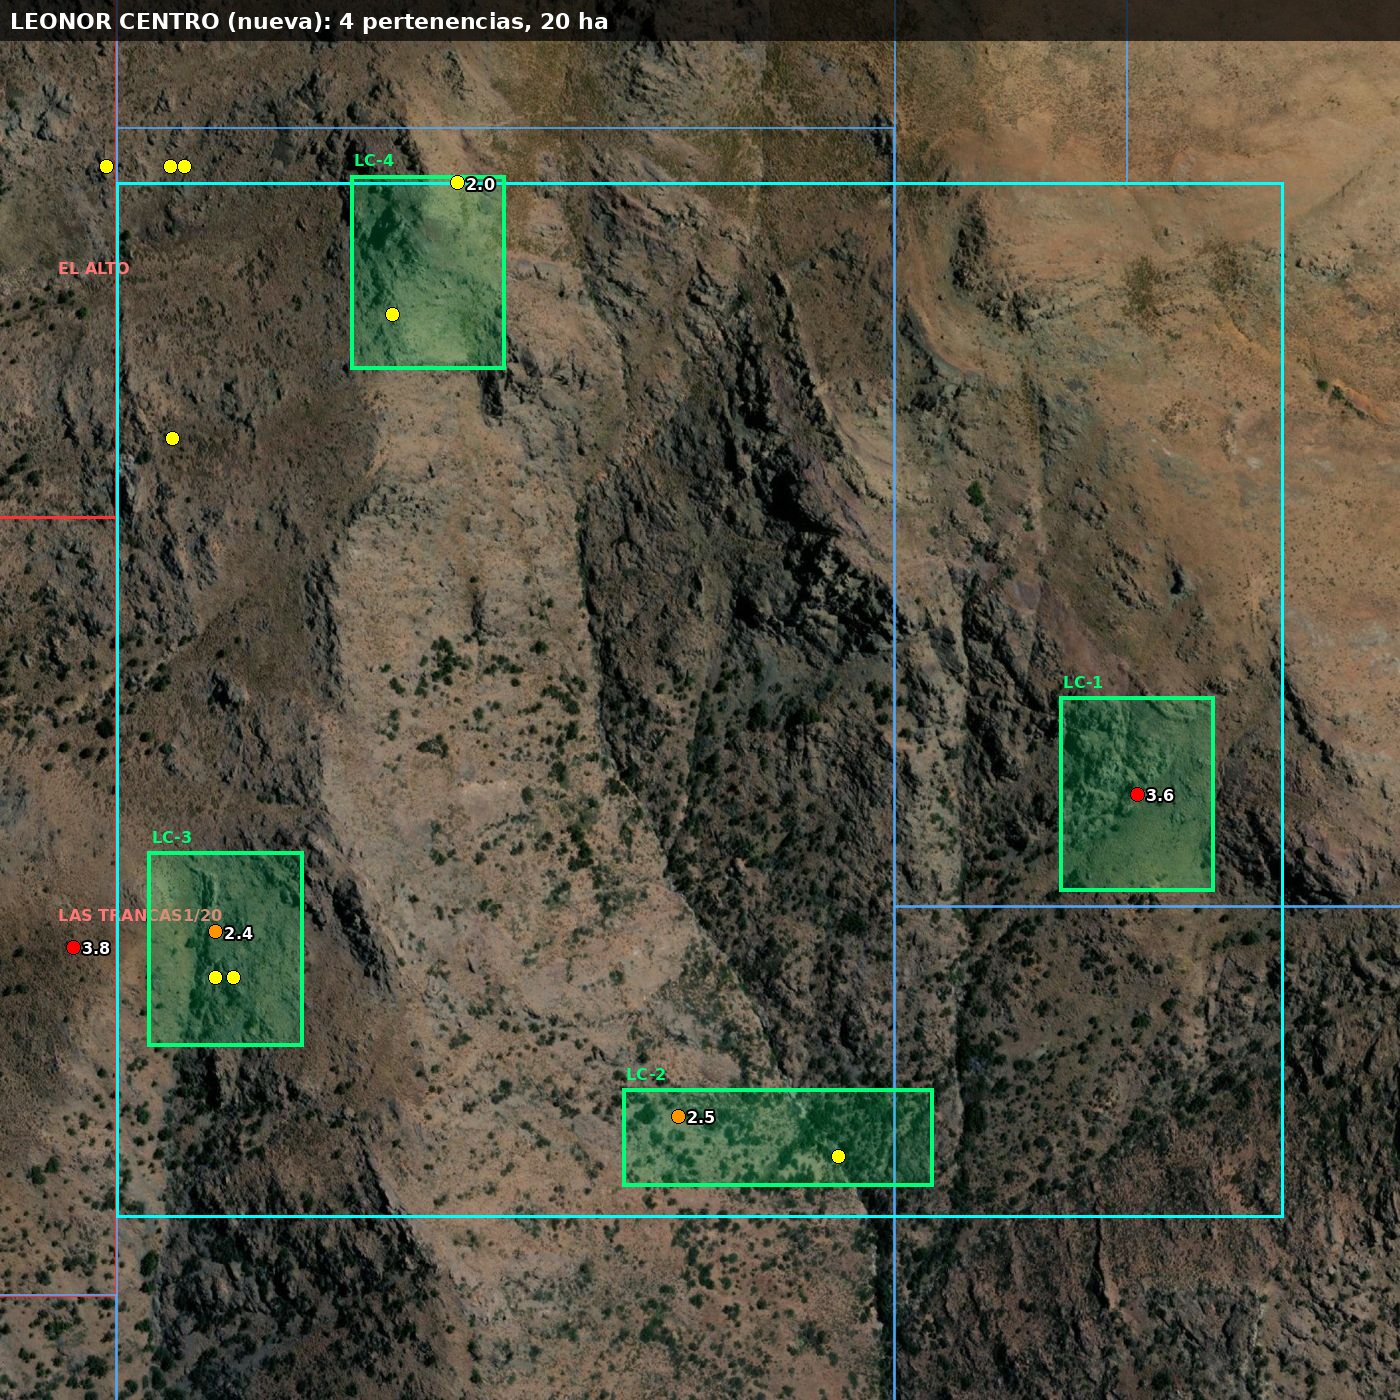 LEONOR CENTRO (nueva): 4 pertenencias, 20 ha
LC-4
2.0
EL ALTO
LC-1
3.6
LC-3
LAS TRANCAS1/20
2.4
3.8
LC-2
2.5